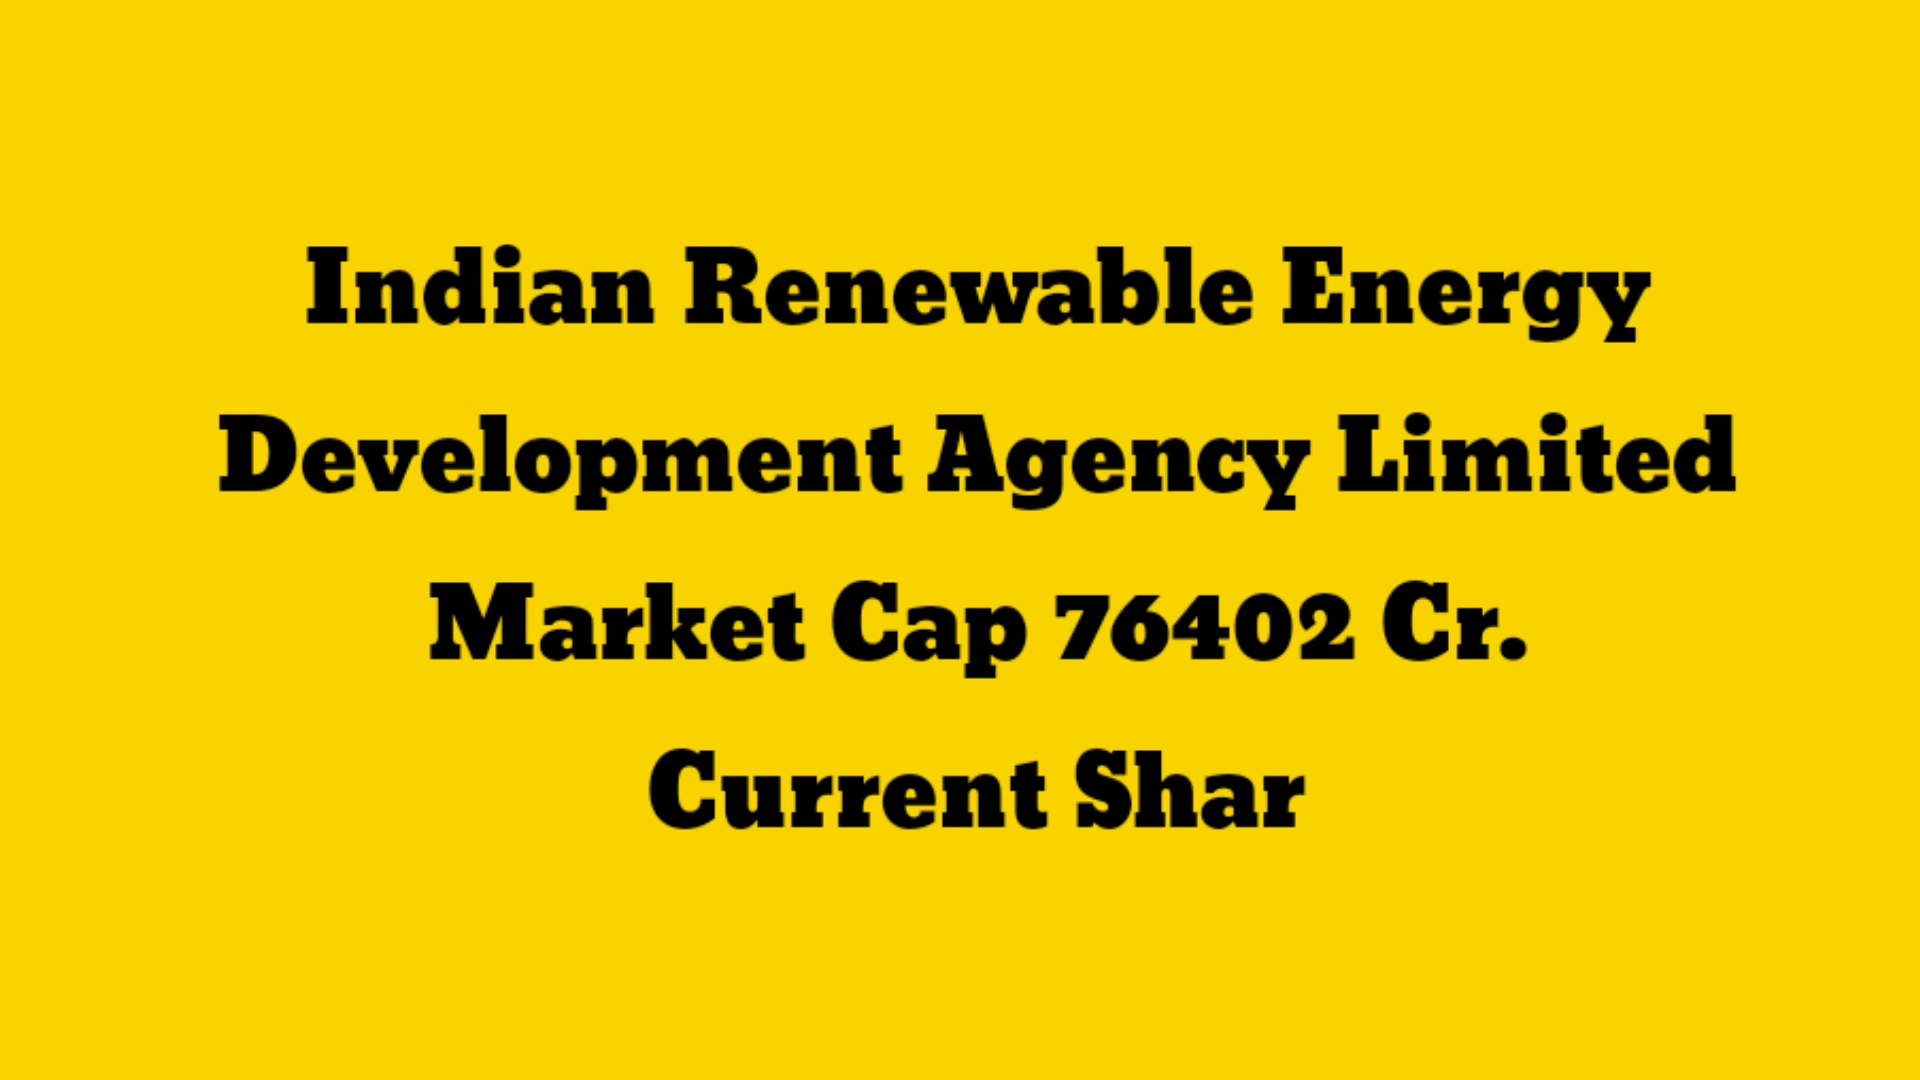 Indian Renewable Energy
Development Agency Limited
Market Cap 76402 Cr.
Current Shar